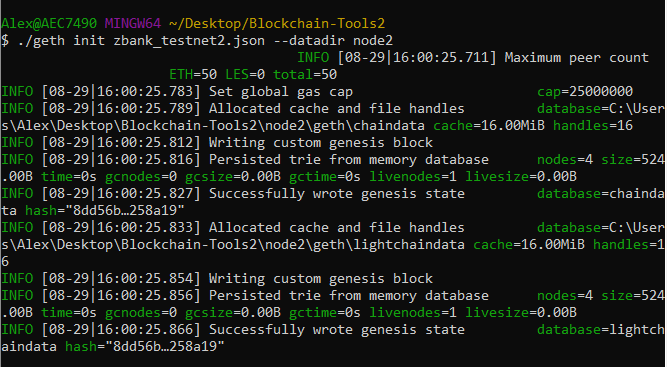 Alex@AEC7490 MINGW64 ~/Desktop/Blockchain-Tools2
$ ./geth init zbank_testnet2.json --datadir node2
INFO [08-29|16:00:25.711] Maximum peer count
ETH=50 LES=0 total=50
INFO [08-29|16:00:25.783] Set global gas cap cap=25000000
INFO [08-29|16:00:25.789] Allocated cache and file handles database=C:\User
s\Alex\Desktop\Blockchain-Tools2\node2\geth\chaindata cache=16.00MiB handles=16
INFO [08-29|16:00:25.812] Writing custom genesis block
INFO [08-29|16:00:25.816] Persisted trie from memory database nodes=4 size=524
.00B time=0s gcnodes=0 gcsize=0.00B gctime=0s livenodes=1 livesize=0.00B
INFO [08-29|16:00:25.827] Successfully wrote genesis state database=chainda
ta hash="8dd56b…258a19"
INFO [08-29|16:00:25.833] Allocated cache and file handles database=C:\User
s\Alex\Desktop\Blockchain-Tools2\node2\geth\lightchaindata cache=16.00MiB handles=1
6
INFO [08-29|16:00:25.854] Writing custom genesis block
INFO [08-29|16:00:25.856] Persisted trie from memory database nodes=4 size=524
.00B time=0s gcnodes=0 gcsize=0.00B gctime=0s livenodes=1 livesize=0.00B
INFO [08-29|16:00:25.866] Successfully wrote genesis state database=lightch
aindata hash="8dd56b…258a19"